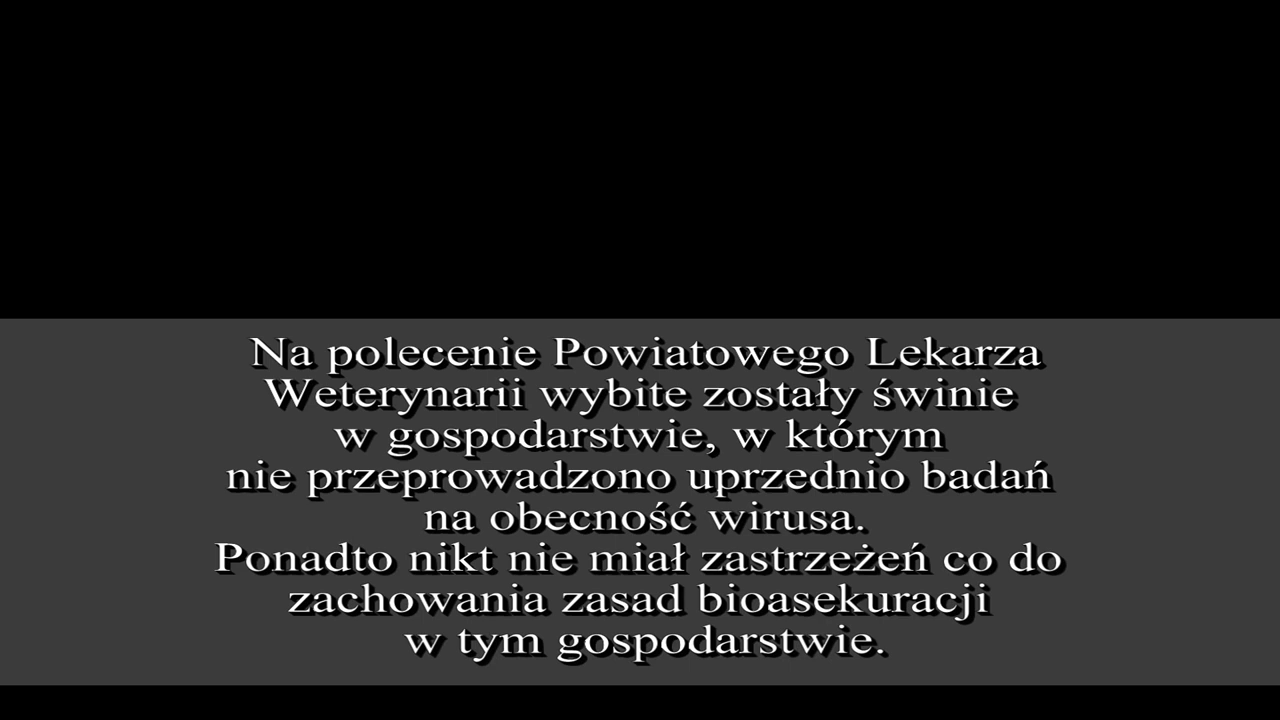 Na polecenie Powiatowego Lekarza
Weterynarii wybite zostały świnie
w gospodarstwie, w którym
nie przeprowadzono uprzednio badań
na obecność wirusa.
Ponadto nikt nie miał zastrzeżeń co do
zachowania zasad bioasekuracji
w tym gospodarstwie.